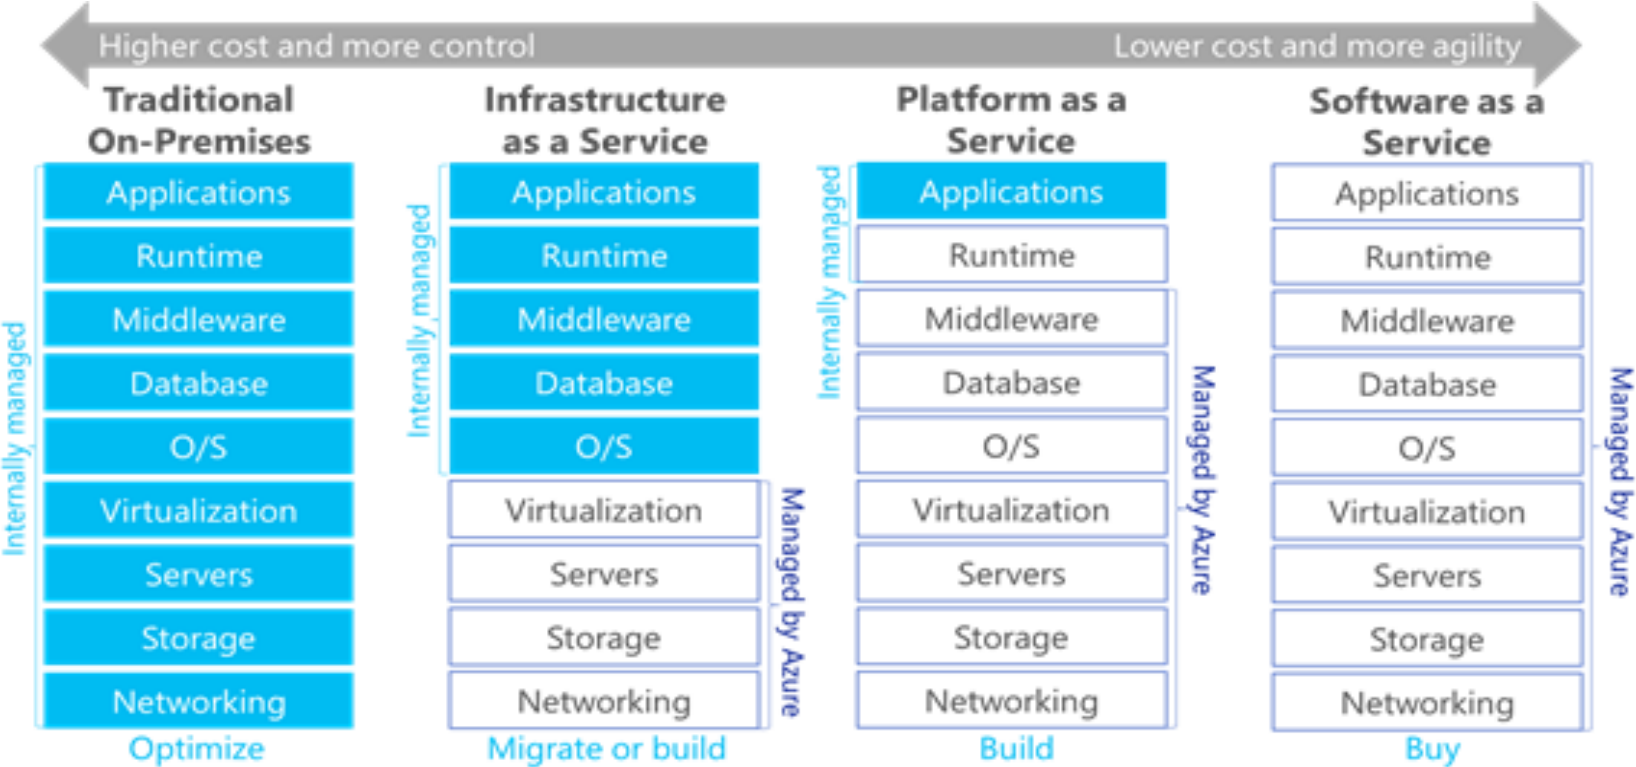 Higher cost and more control
Lower cost and more agility
Traditional
On-Premises
Internally managed
Applications
Runtime
Middleware
Database
O/S
Virtualization
Servers
Storage
Networking
Optimize
Infrastructure
as a Service
Internally managed
Applications
Runtime
Middleware
Database
O/S
Virtualization
Servers
Storage
Networking
Managed by Azure
Migrate or build
Platform as a
Service
Internally managed
Applications
Runtime
Middleware
Database
O/S
Virtualization
Servers
Storage
Networking
Managed by Azure
Build
Software as a
Service
Applications
Runtime
Middleware
Database
O/S
Virtualization
Servers
Storage
Networking
Managed by Azure
Buy